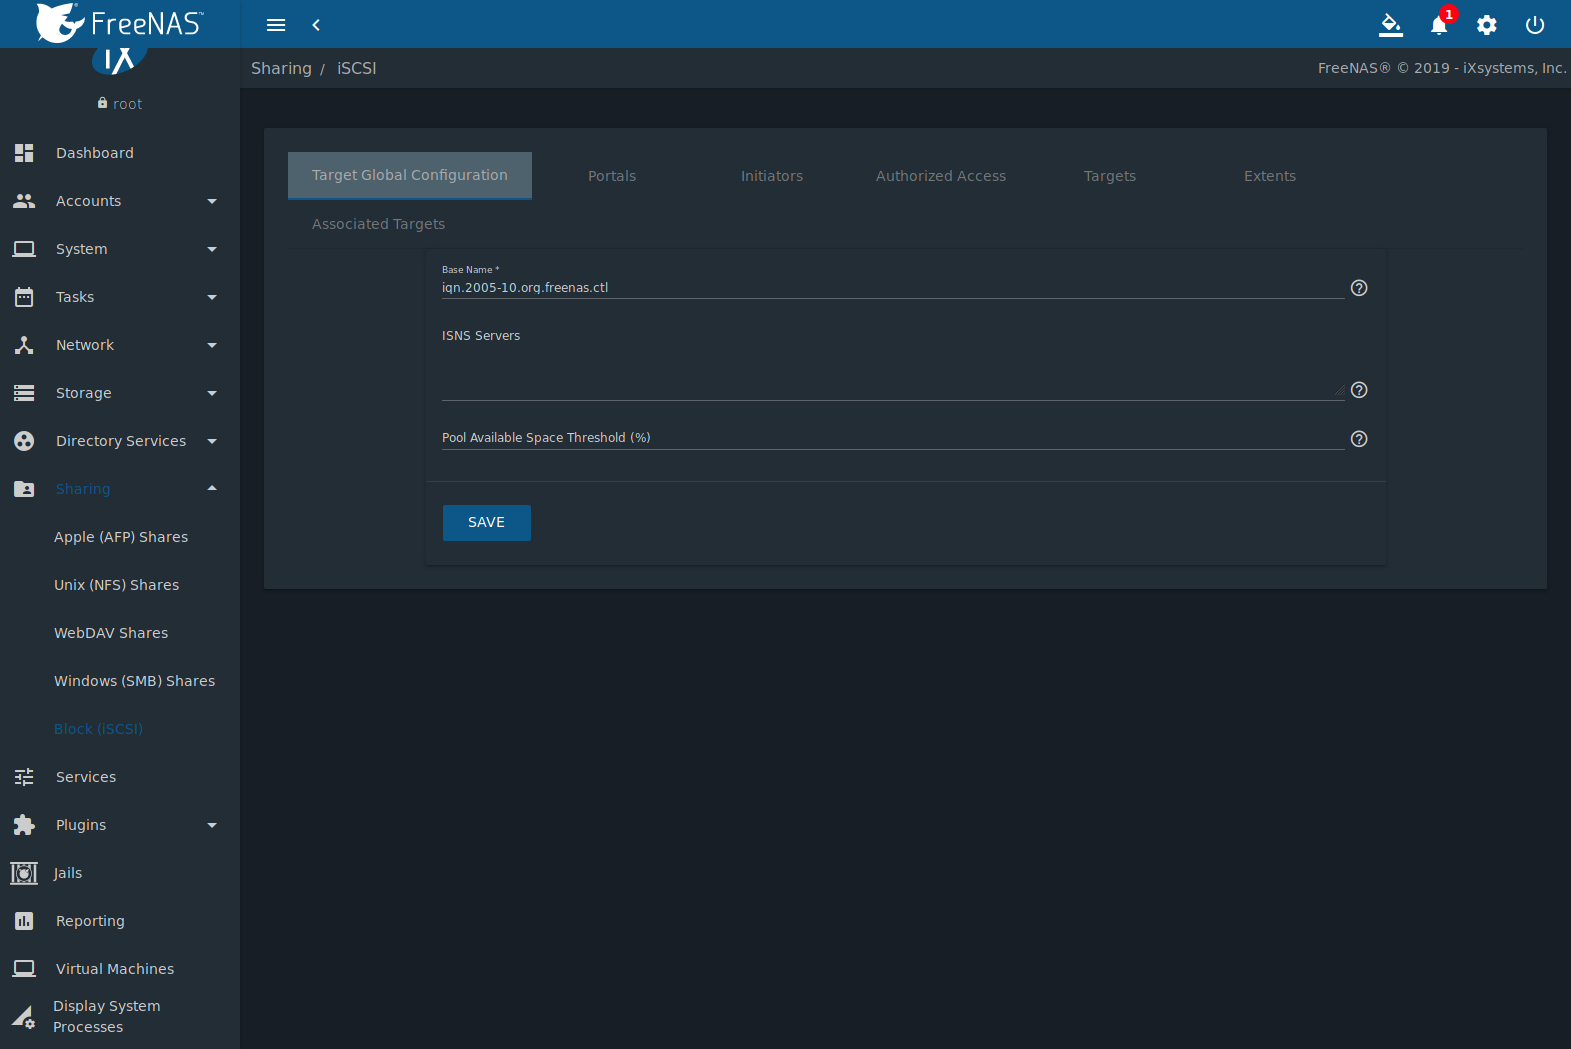 FreeNAS™
1
Sharing / iSCSI
FreeNAS® © 2019 - iXsystems, Inc.
iX
root
Dashboard
Accounts
System
Tasks
Network
Storage
Directory Services
Sharing
Apple (AFP) Shares
Unix (NFS) Shares
WebDAV Shares
Windows (SMB) Shares
Block (iSCSI)
Services
Plugins
Jails
Reporting
Virtual Machines
Display System
Processes
Target Global Configuration
Portals
Initiators
Authorized Access
Targets
Extents
Associated Targets
Base Name *
iqn.2005-10.org.freenas.ctl
ISNS Servers
Pool Available Space Threshold (%)
SAVE